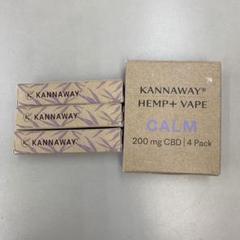 KANNAWAY
KANNAWAY
KANNAWAY
KANNAWAY®
HEMP+ VAPE
CALM
200 mg CBD | 4 Pack